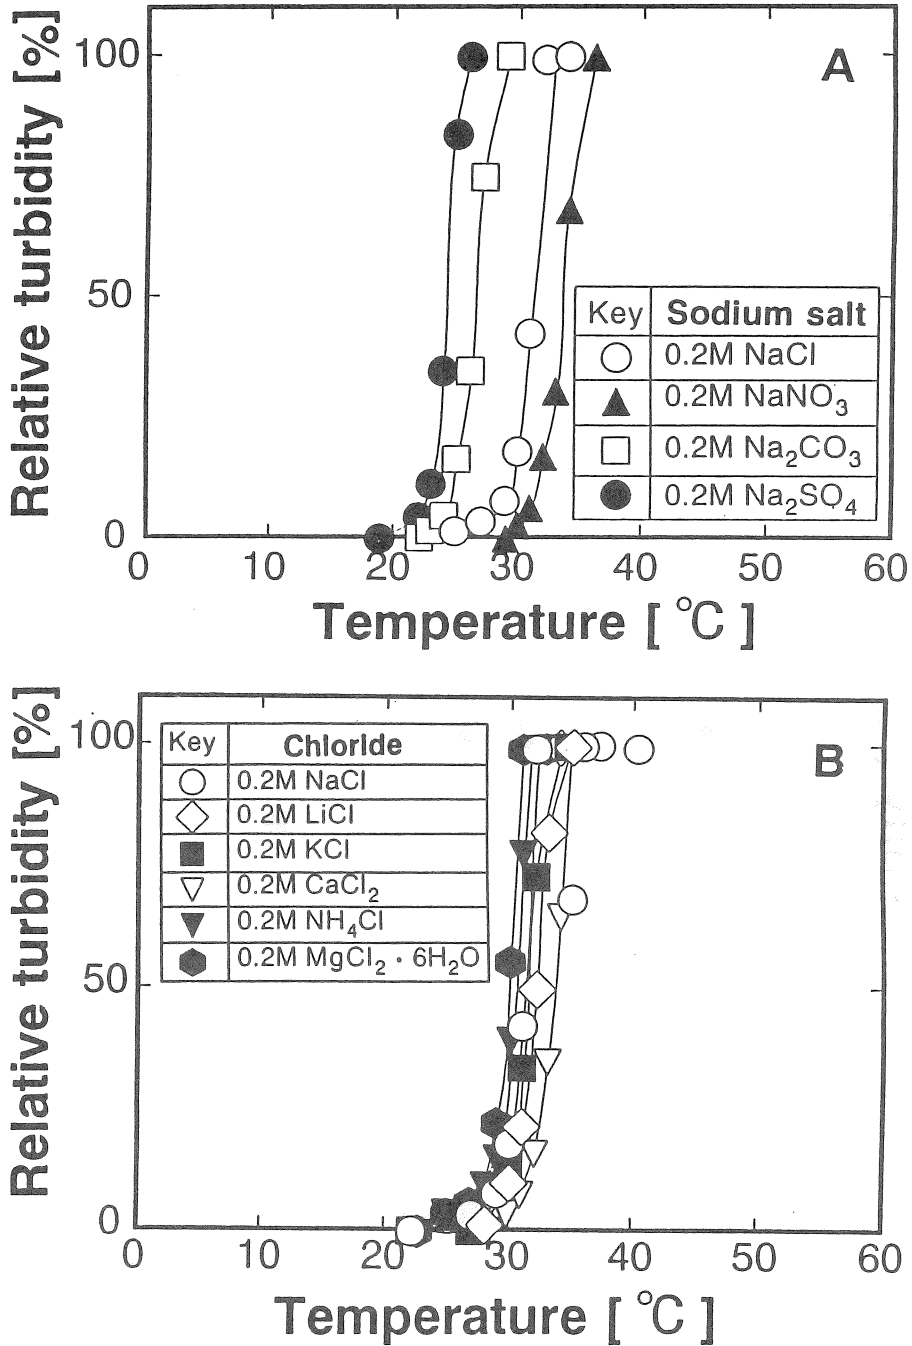 Relative turbidity [%]
100
50
0
A
Key Sodium salt
0.2M NaCl
0.2M NaNO₃
0.2M Na₂CO₃
0.2M Na₂SO₄
0 10 20 30 40 50 60
Temperature [ °C ]
Relative turbidity [%]
100
50
0
B
Key Chloride
0.2M NaCl
0.2M LiCl
0.2M KCl
0.2M CaCl₂
0.2M NH₄Cl
0.2M MgCl₂ · 6H₂O
0 10 20 30 40 50 60
Temperature [ °C ]